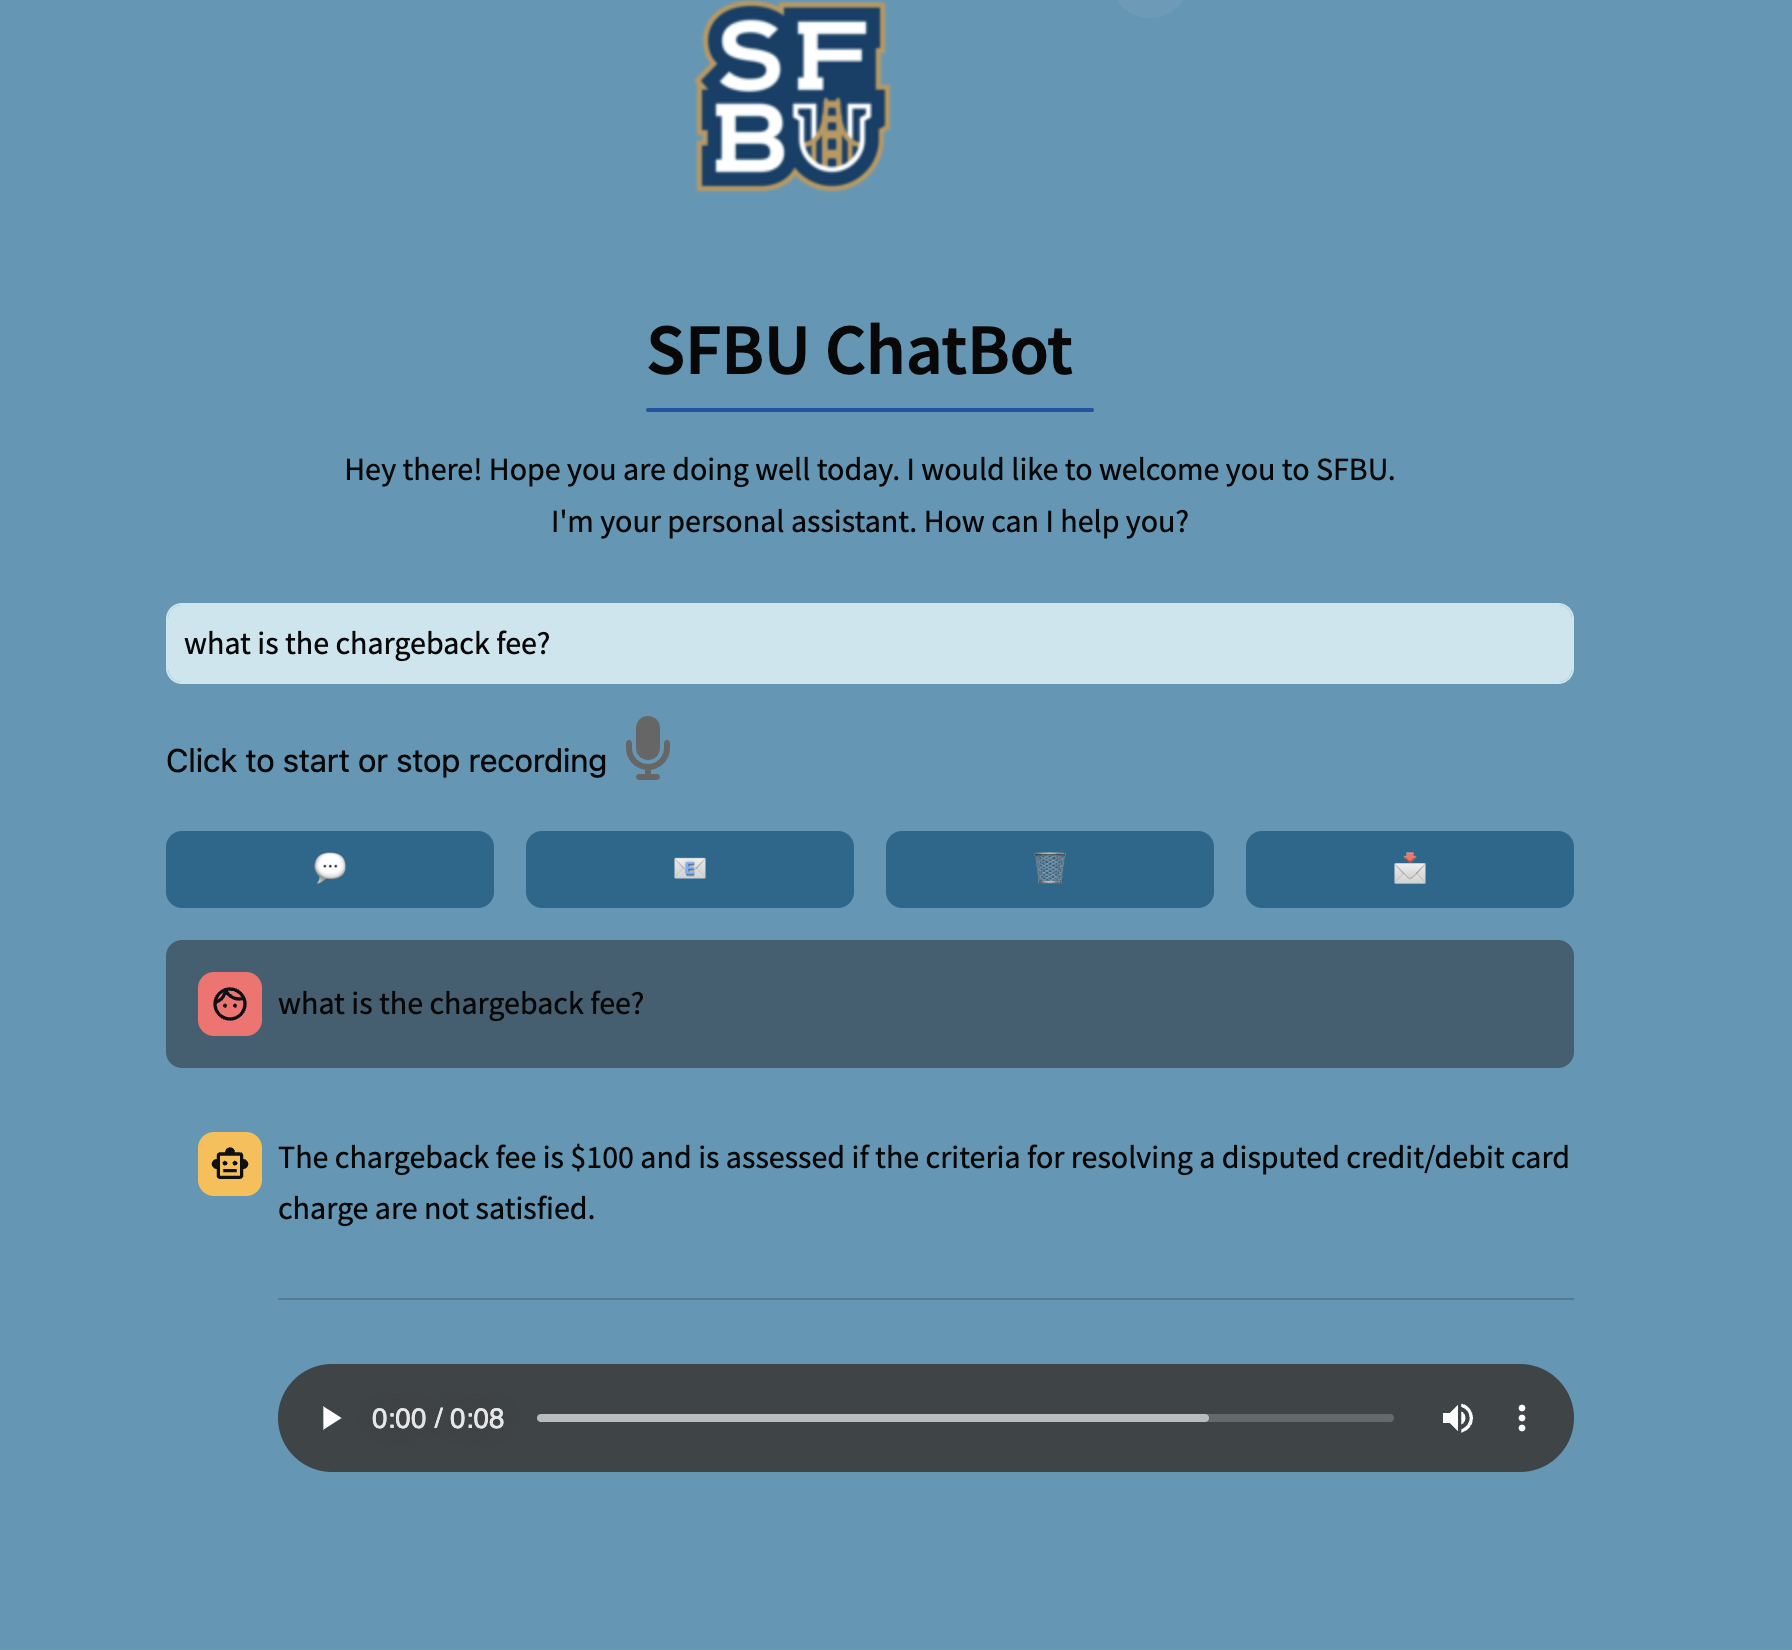 SF
BU
SFBU ChatBot
Hey there! Hope you are doing well today. I would like to welcome you to SFBU.
I'm your personal assistant. How can I help you?
what is the chargeback fee?
Click to start or stop recording
what is the chargeback fee?
The chargeback fee is $100 and is assessed if the criteria for resolving a disputed credit/debit card
charge are not satisfied.
0:00 / 0:08